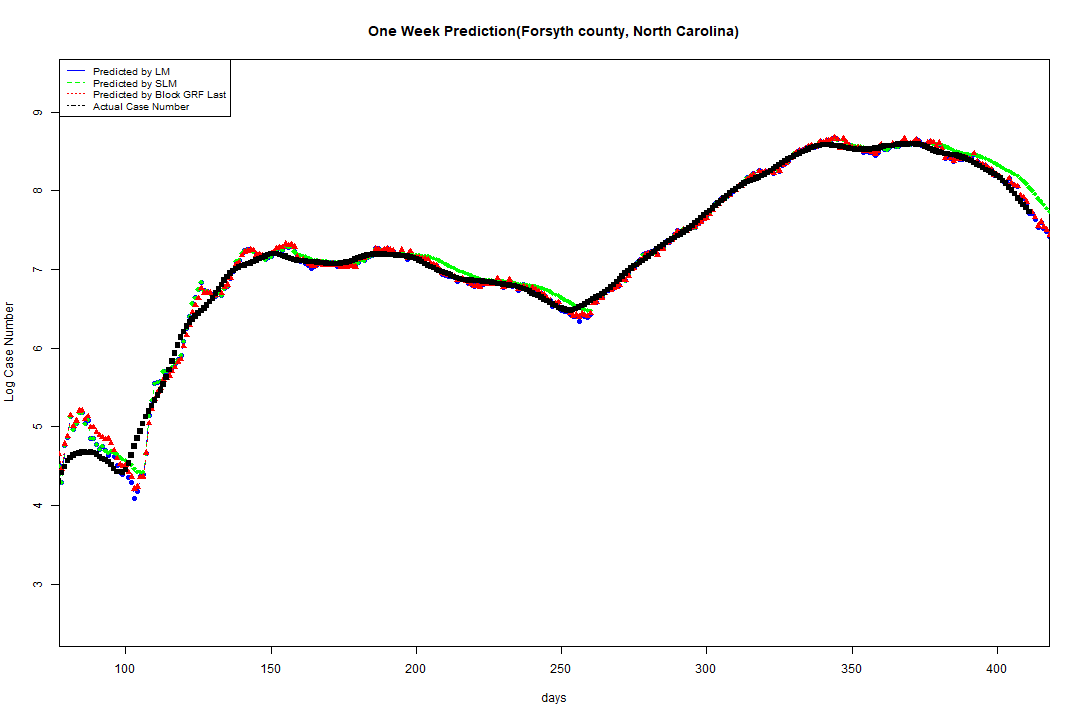 One Week Prediction(Forsyth county, North Carolina)
Predicted by LM
Predicted by SLM
Predicted by Block GRF Last
Actual Case Number
9
8
7
6
5
4
3
Log Case Number
100 150 200 250 300 350 400
days